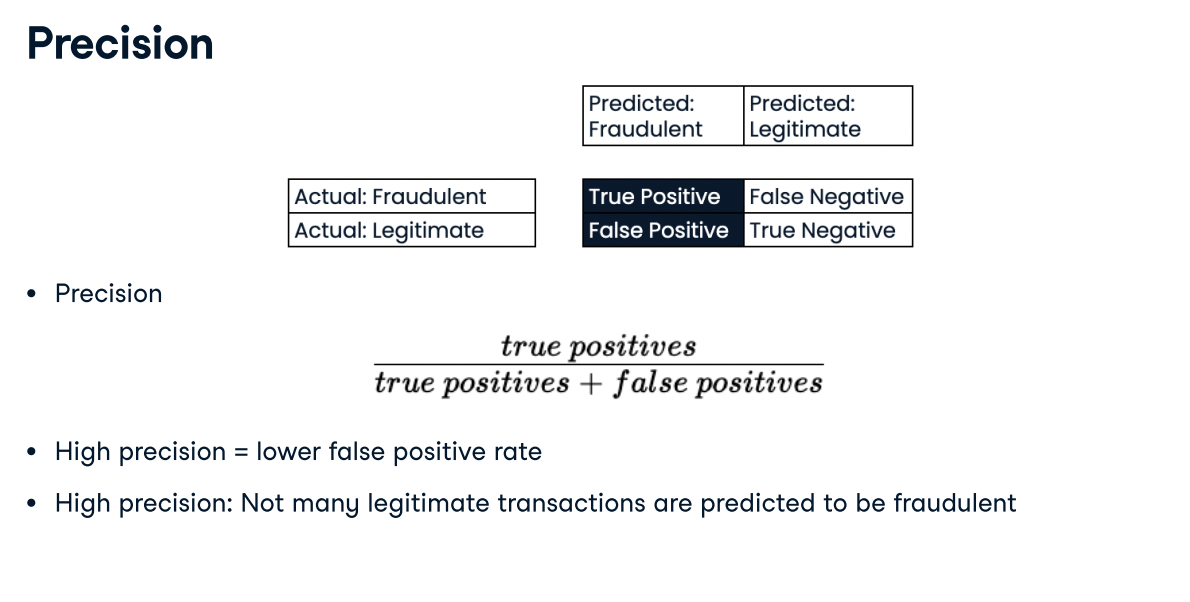 Precision
Predicted: Predicted:
Fraudulent Legitimate
Actual: Fraudulent True Positive False Negative
Actual: Legitimate False Positive True Negative
• Precision
true positives
true positives + false positives
• High precision = lower false positive rate
• High precision: Not many legitimate transactions are predicted to be fraudulent